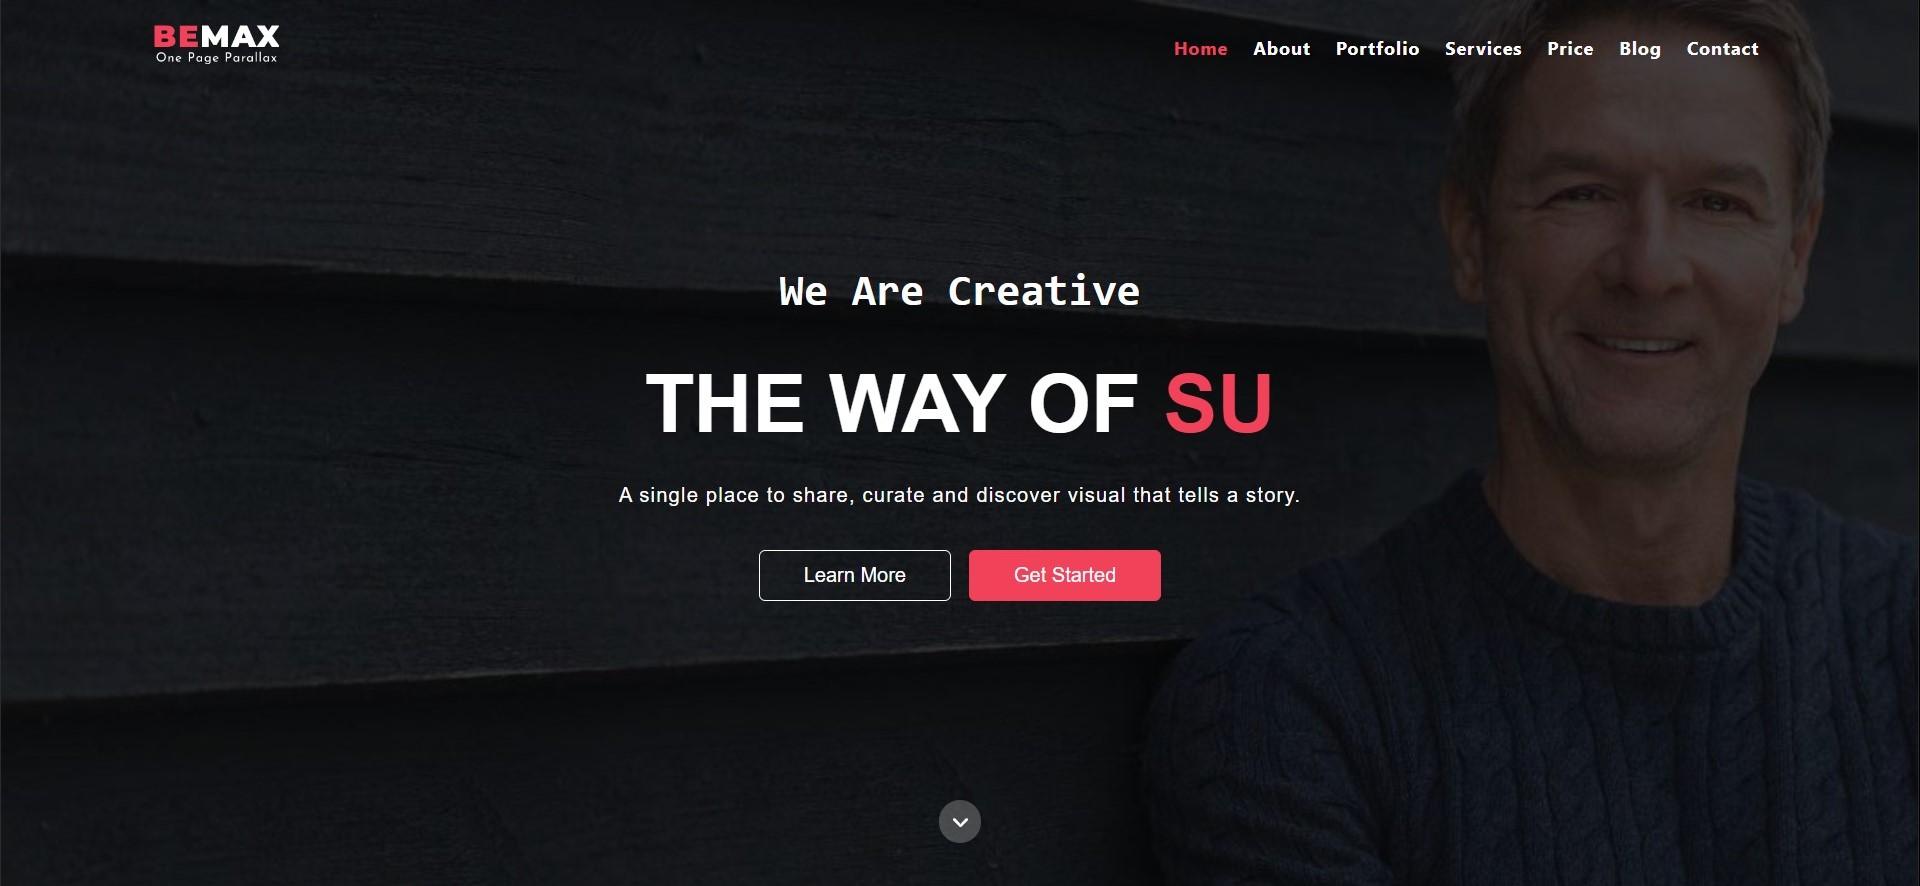 BEMAX
One Page Parallax
Home About Portfolio Services Price Blog Contact
We Are Creative
THE WAY OF SU
A single place to share, curate and discover visual that tells a story.
Learn More Get Started